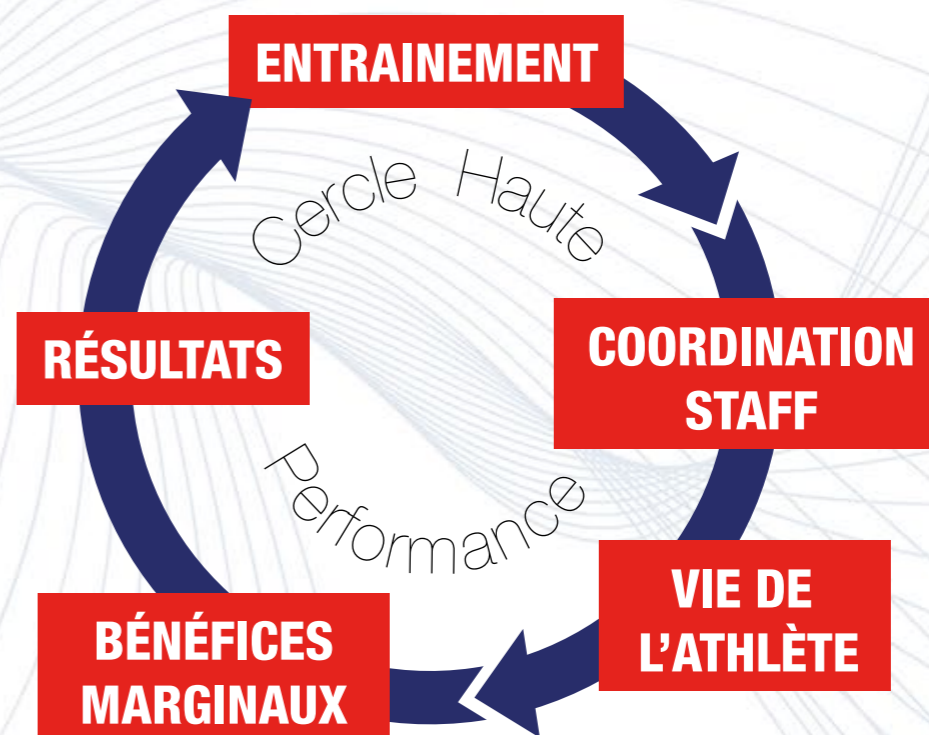 ENTRAINEMENT
Cercle Haute
RÉSULTATS
COORDINATION
STAFF
Performance
VIE DE
L'ATHLÈTE
BÉNÉFICES
MARGINAUX